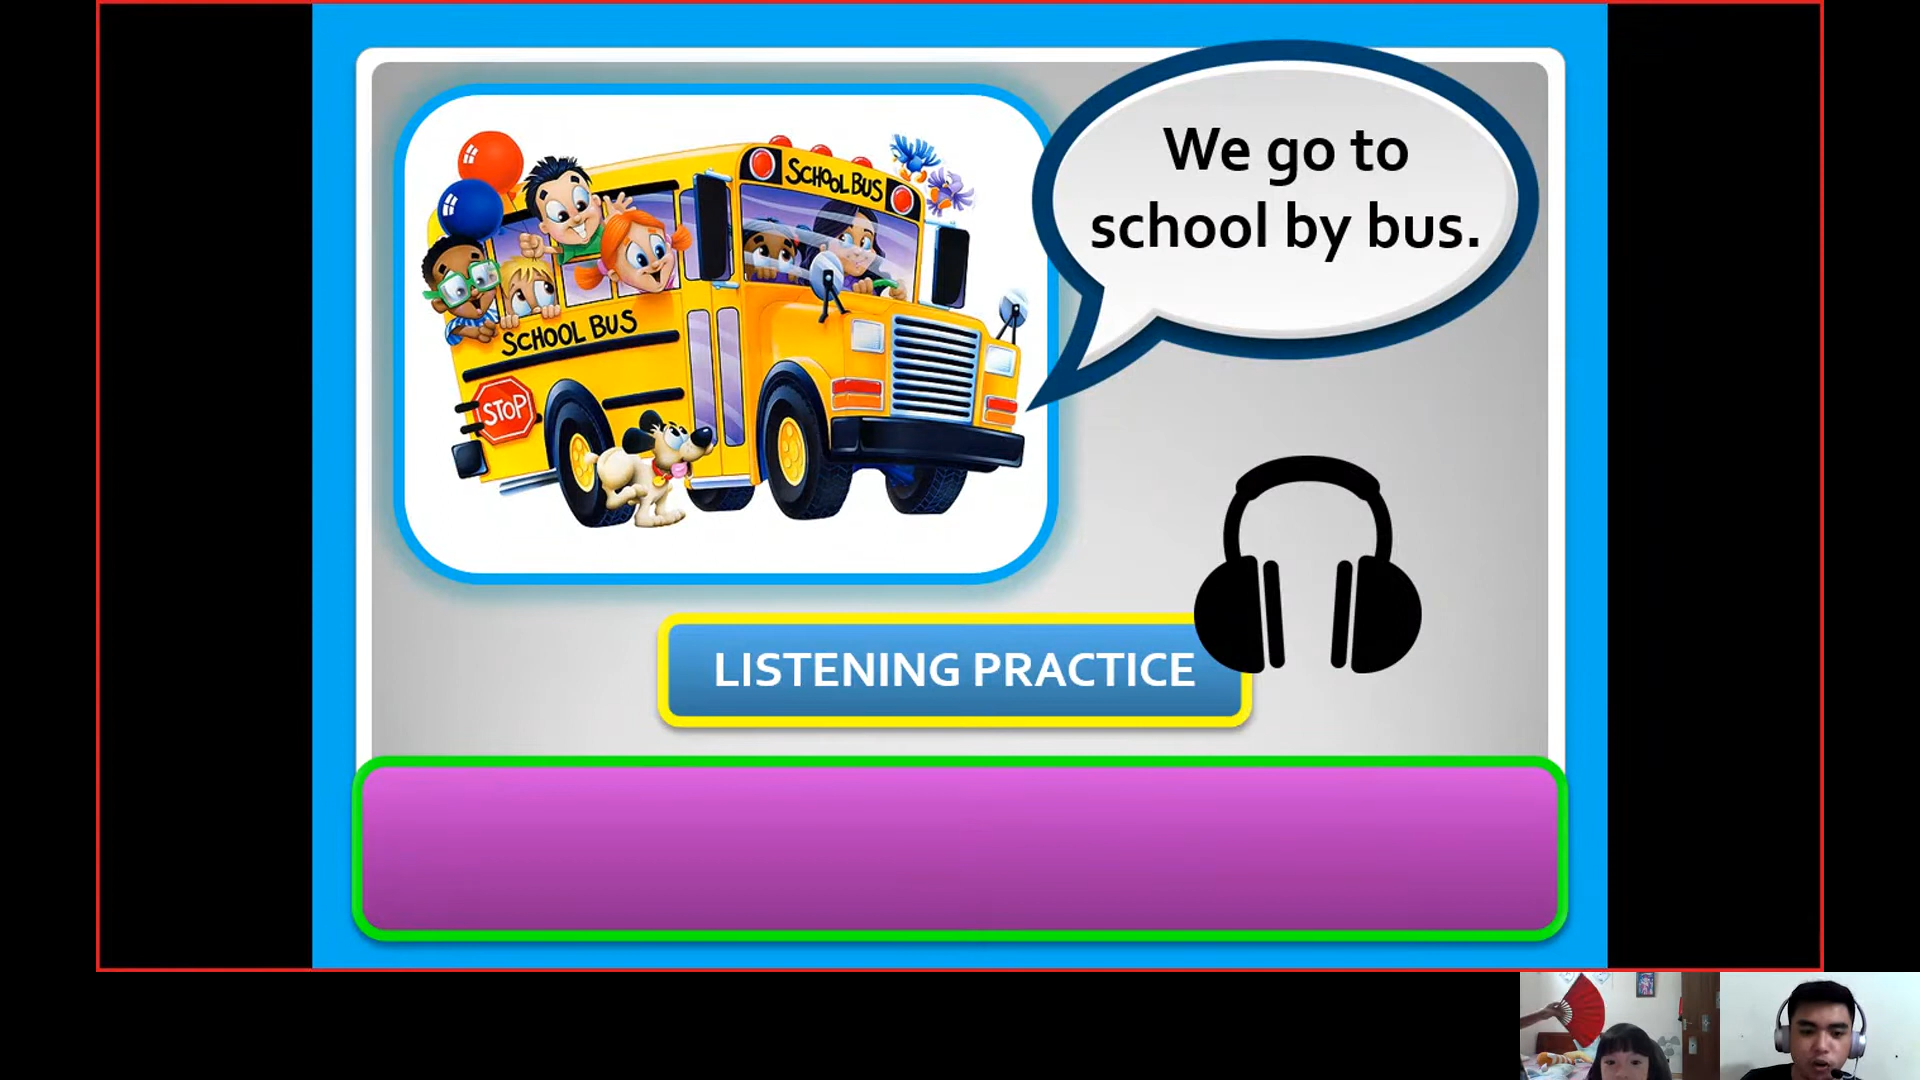 SCHOOL BUS
We go to
school by bus.
SCHOOL BUS
STOP
LISTENING PRACTICE